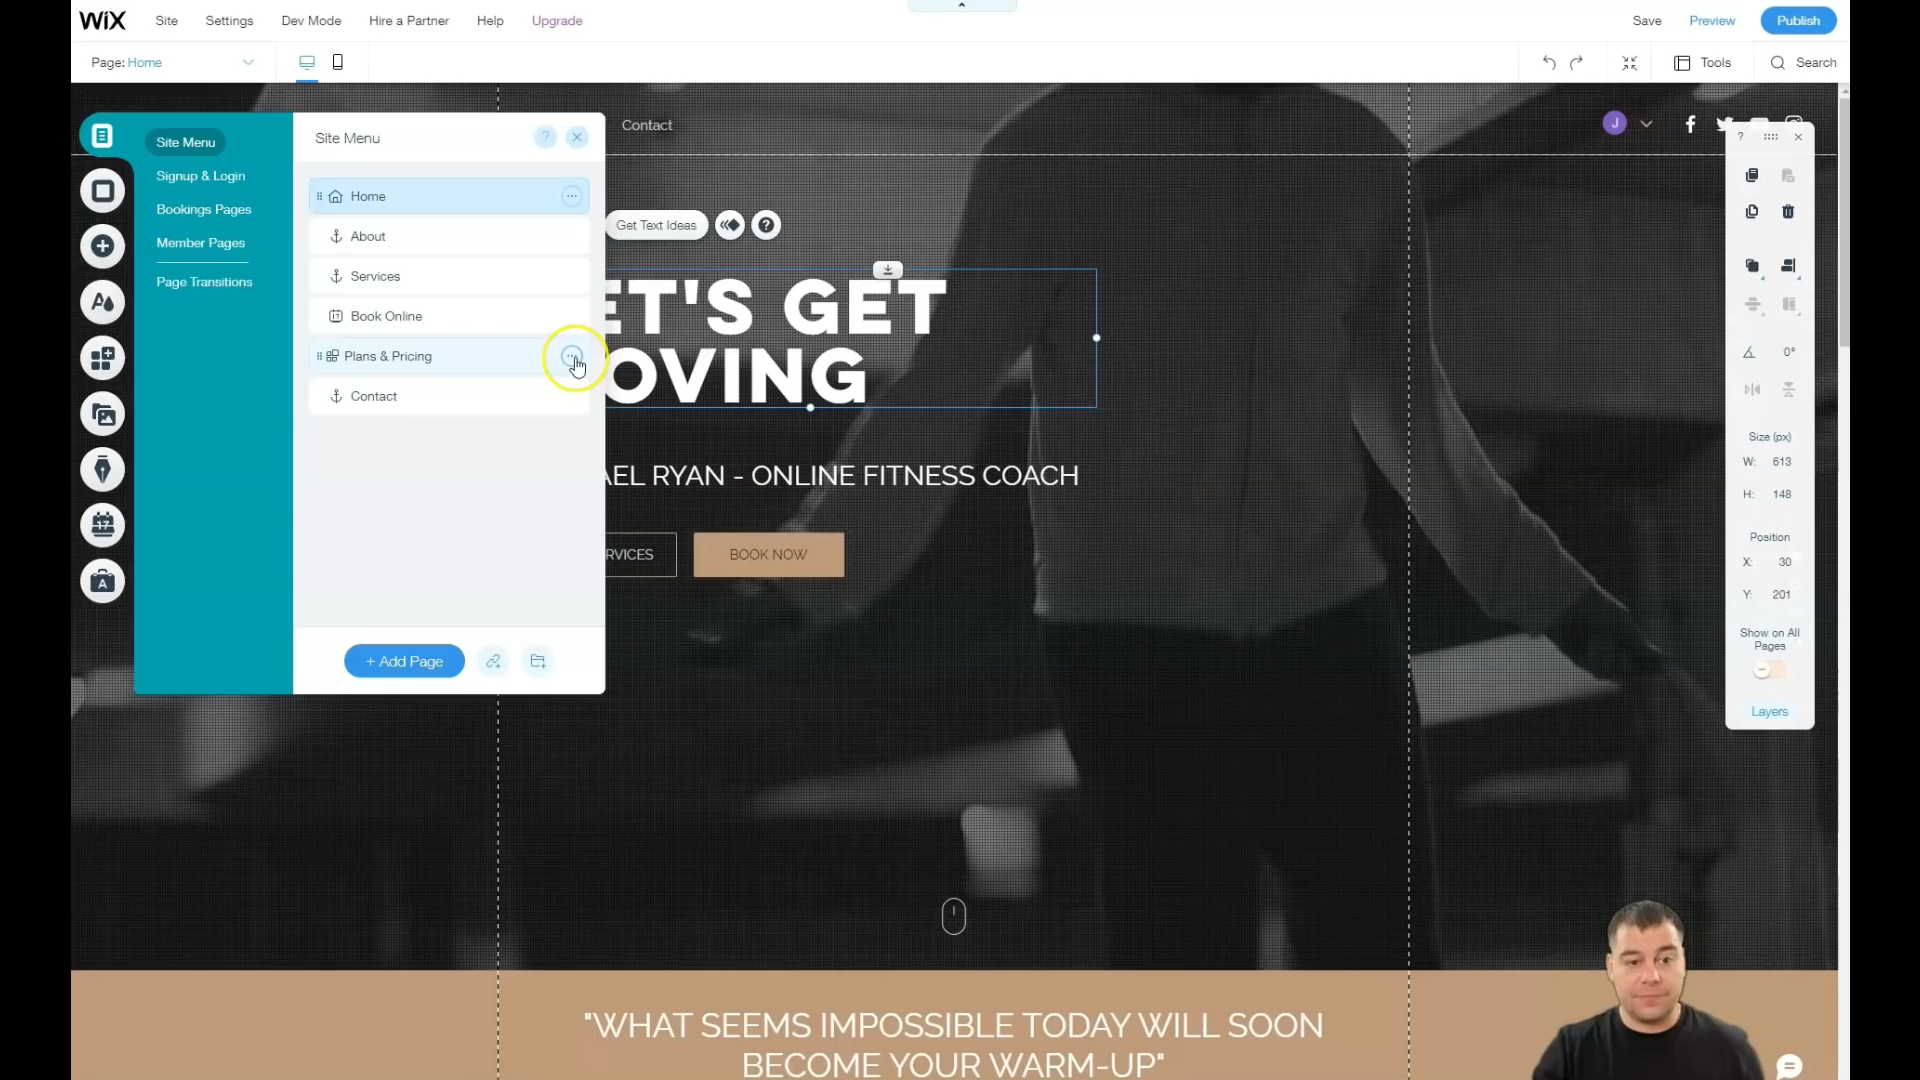 WiX Site Settings Dev Mode Hire a Partner Help Upgrade Save Preview Publish
Page: Home Tools Search
Site Menu
Signup & Login
Bookings Pages
Member Pages
Page Transitions
Site Menu ?
Home
About
Services
17 Book Online
Plans & Pricing
Contact
+ Add Page
A
17
A
Contact
J
Get Text Ideas ?
ET'S GET
OVING
AEL RYAN - ONLINE FITNESS COACH
RVICES BOOK NOW
"WHAT SEEMS IMPOSSIBLE TODAY WILL SOON
BECOME YOUR WARM-UP"
?
0°
Size (px)
W: 613
H: 148
Position
X: 30
Y: 201
Show on All
Pages
Layers